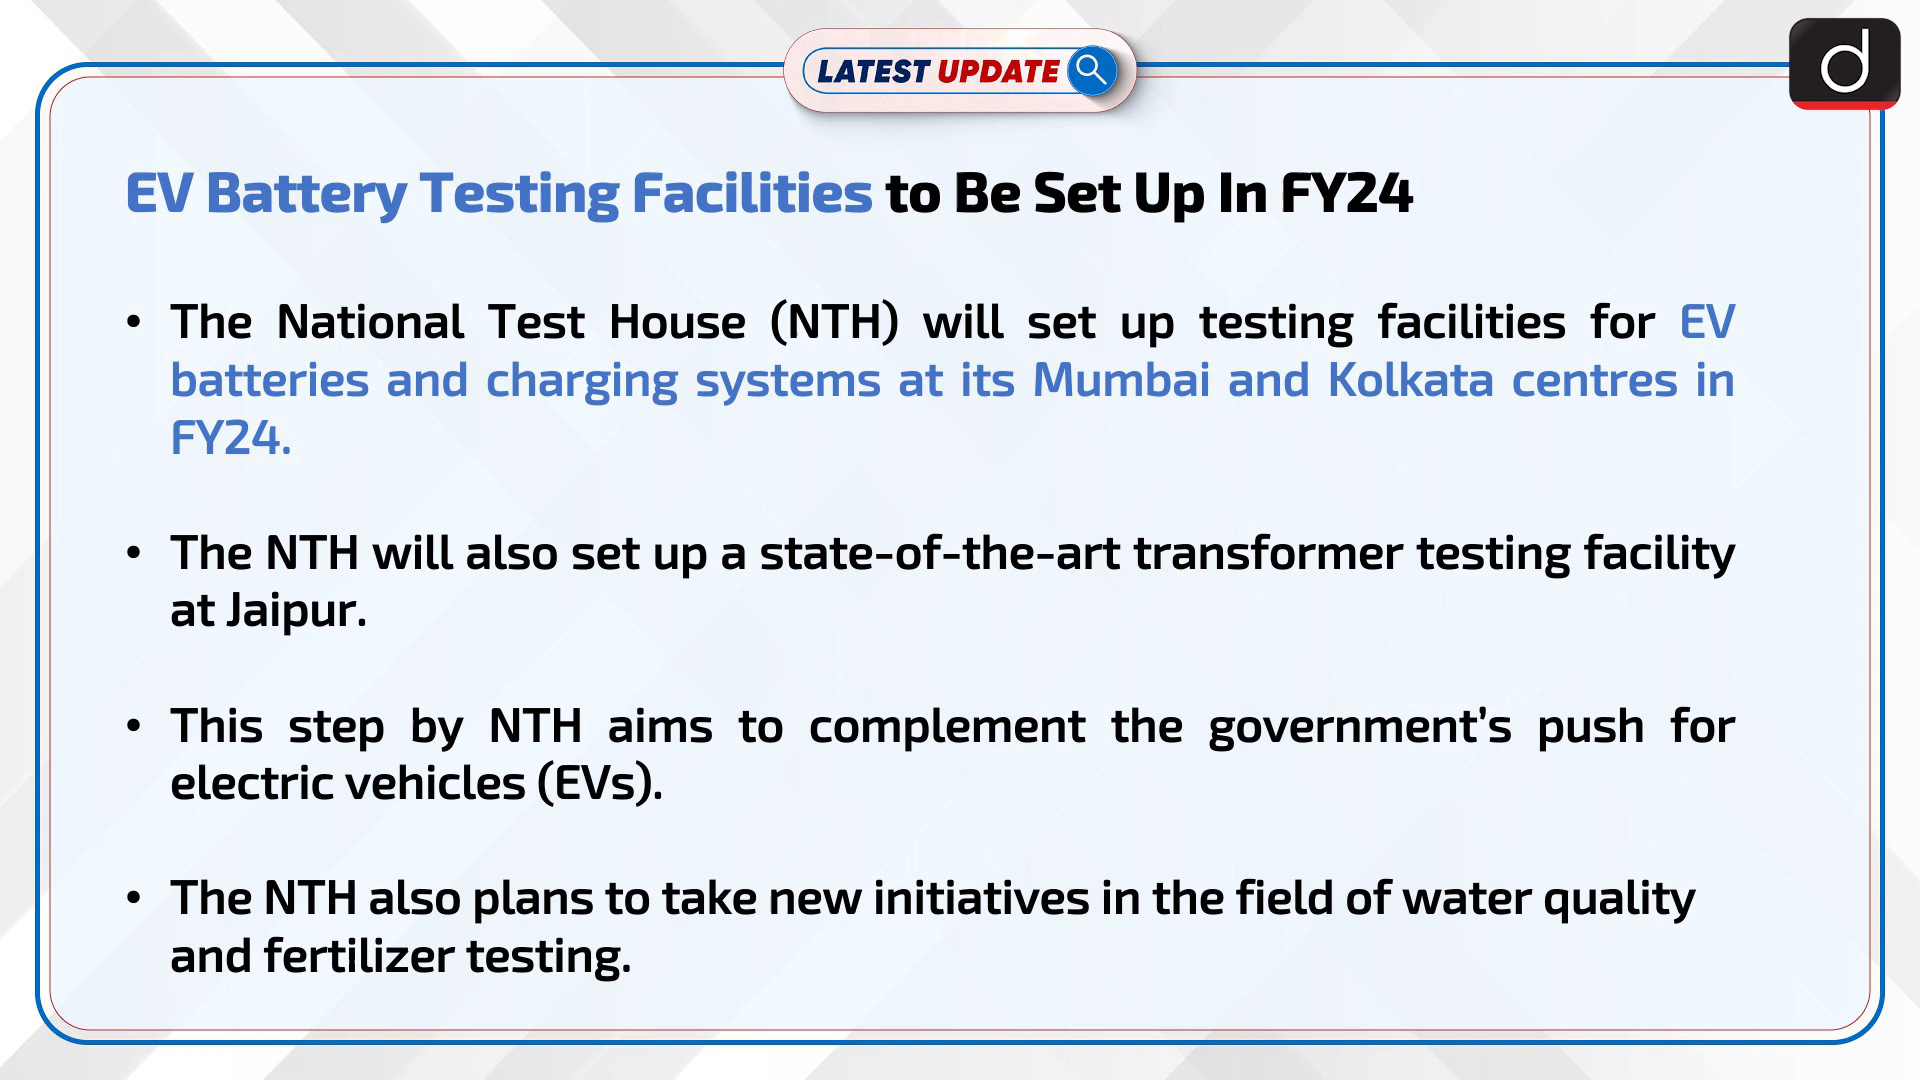 LATEST UPDATE
d
EV Battery Testing Facilities to Be Set Up In FY24
• The National Test House (NTH) will set up testing facilities for EV
batteries and charging systems at its Mumbai and Kolkata centres in
FY24.
• The NTH will also set up a state-of-the-art transformer testing facility
at Jaipur.
• This step by NTH aims to complement the government’s push for
electric vehicles (EVs).
• The NTH also plans to take new initiatives in the field of water quality
and fertilizer testing.